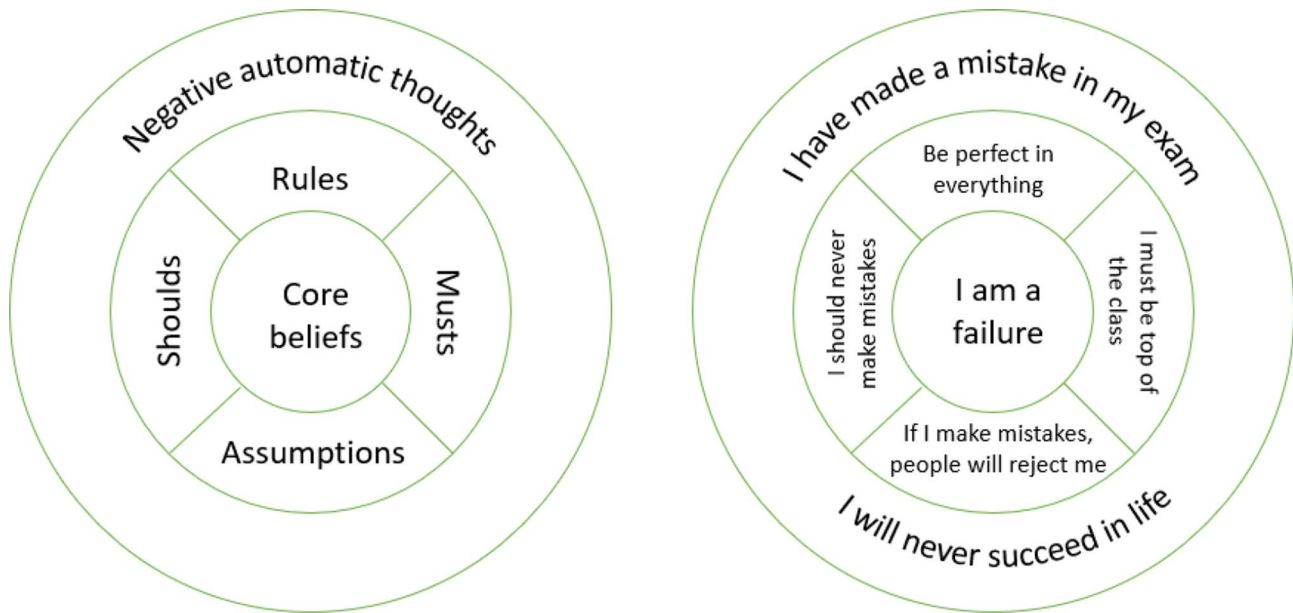 Negative automatic thoughts
Rules
Shoulds
Core
beliefs
Musts
Assumptions
I have made a mistake in my exam
Be perfect in
everything
I should never
make mistakes
I am a
failure
I must be top of
the class
If I make mistakes,
people will reject me
I will never succeed in life